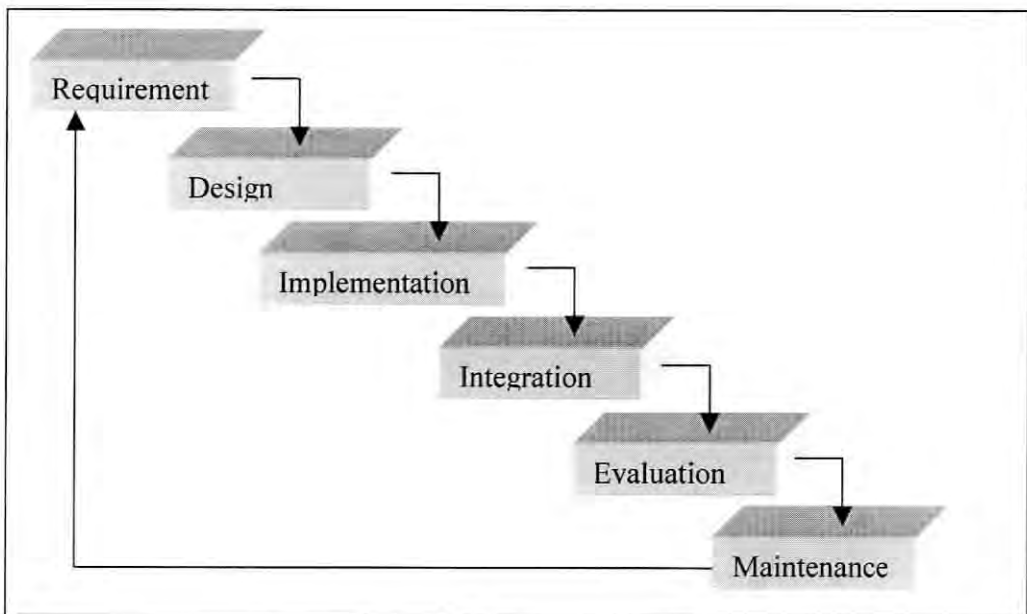 Requirement
Design
Implementation
Integration
Evaluation
Maintenance